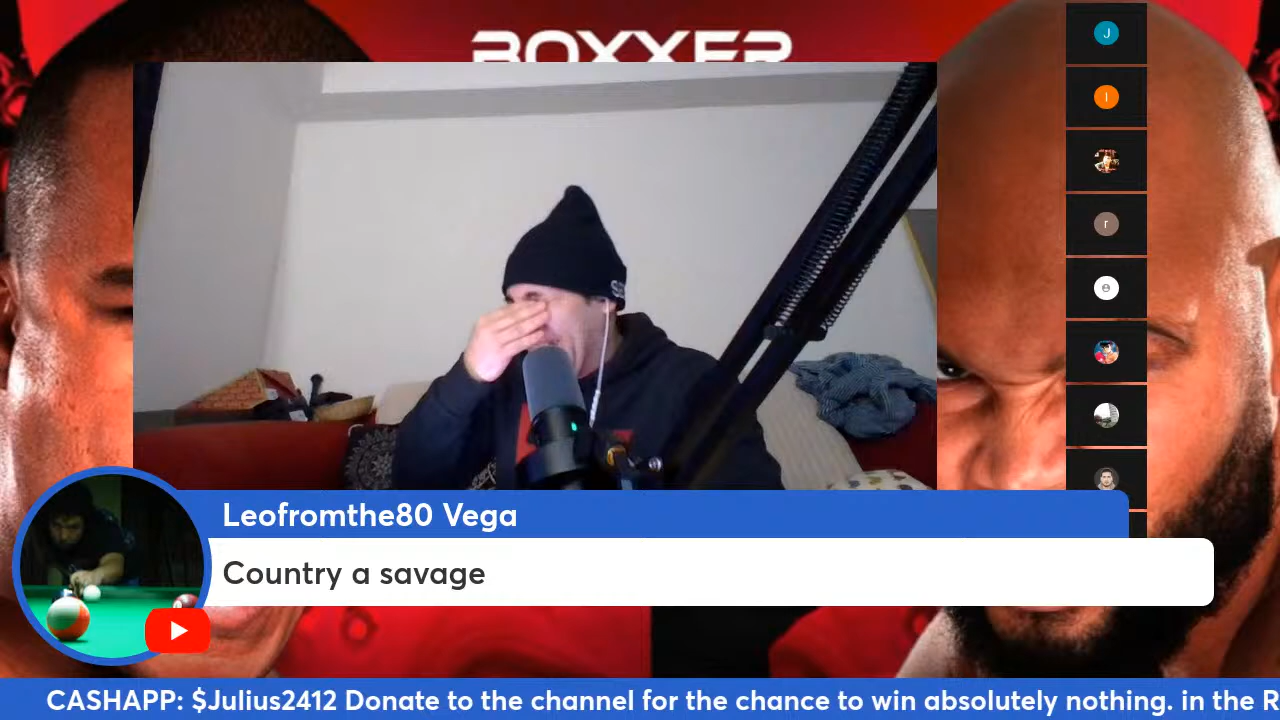 BOXXER
J
I
r
Leofromthe80 Vega
Country a savage
CASHAPP: $Julius2412 Donate to the channel for the chance to win absolutely nothing. in the R